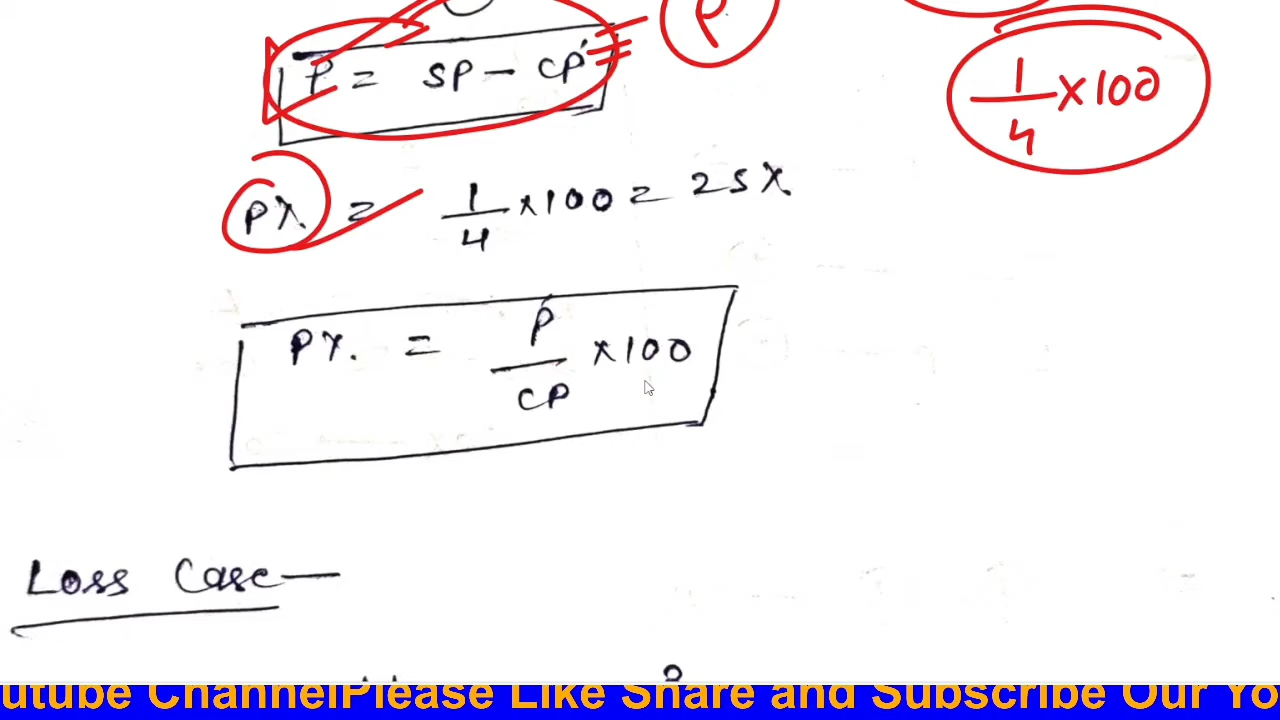 P
P = SP - CP
1/4 × 100
P% = 1/4 × 100 = 25%
P% = P/CP × 100
Loss Case —
utube ChannelPlease Like Share and Subscribe Our Yo